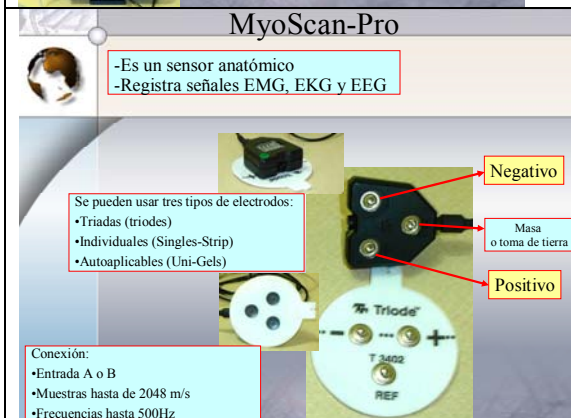 MyoScan-Pro
-Es un sensor anatómico
-Registra señales EMG, EKG y EEG
Negativo
Se pueden usar tres tipos de electrodos:
•Triadas (triodes)
•Individuales (Singles-Strip)
•Autoaplicables (Uni-Gels)
Masa
o toma de tierra
Positivo
Triode™
- ... +
T 3402
REF
Conexión:
•Entrada A o B
•Muestras hasta de 2048 m/s
•Frecuencias hasta 500Hz